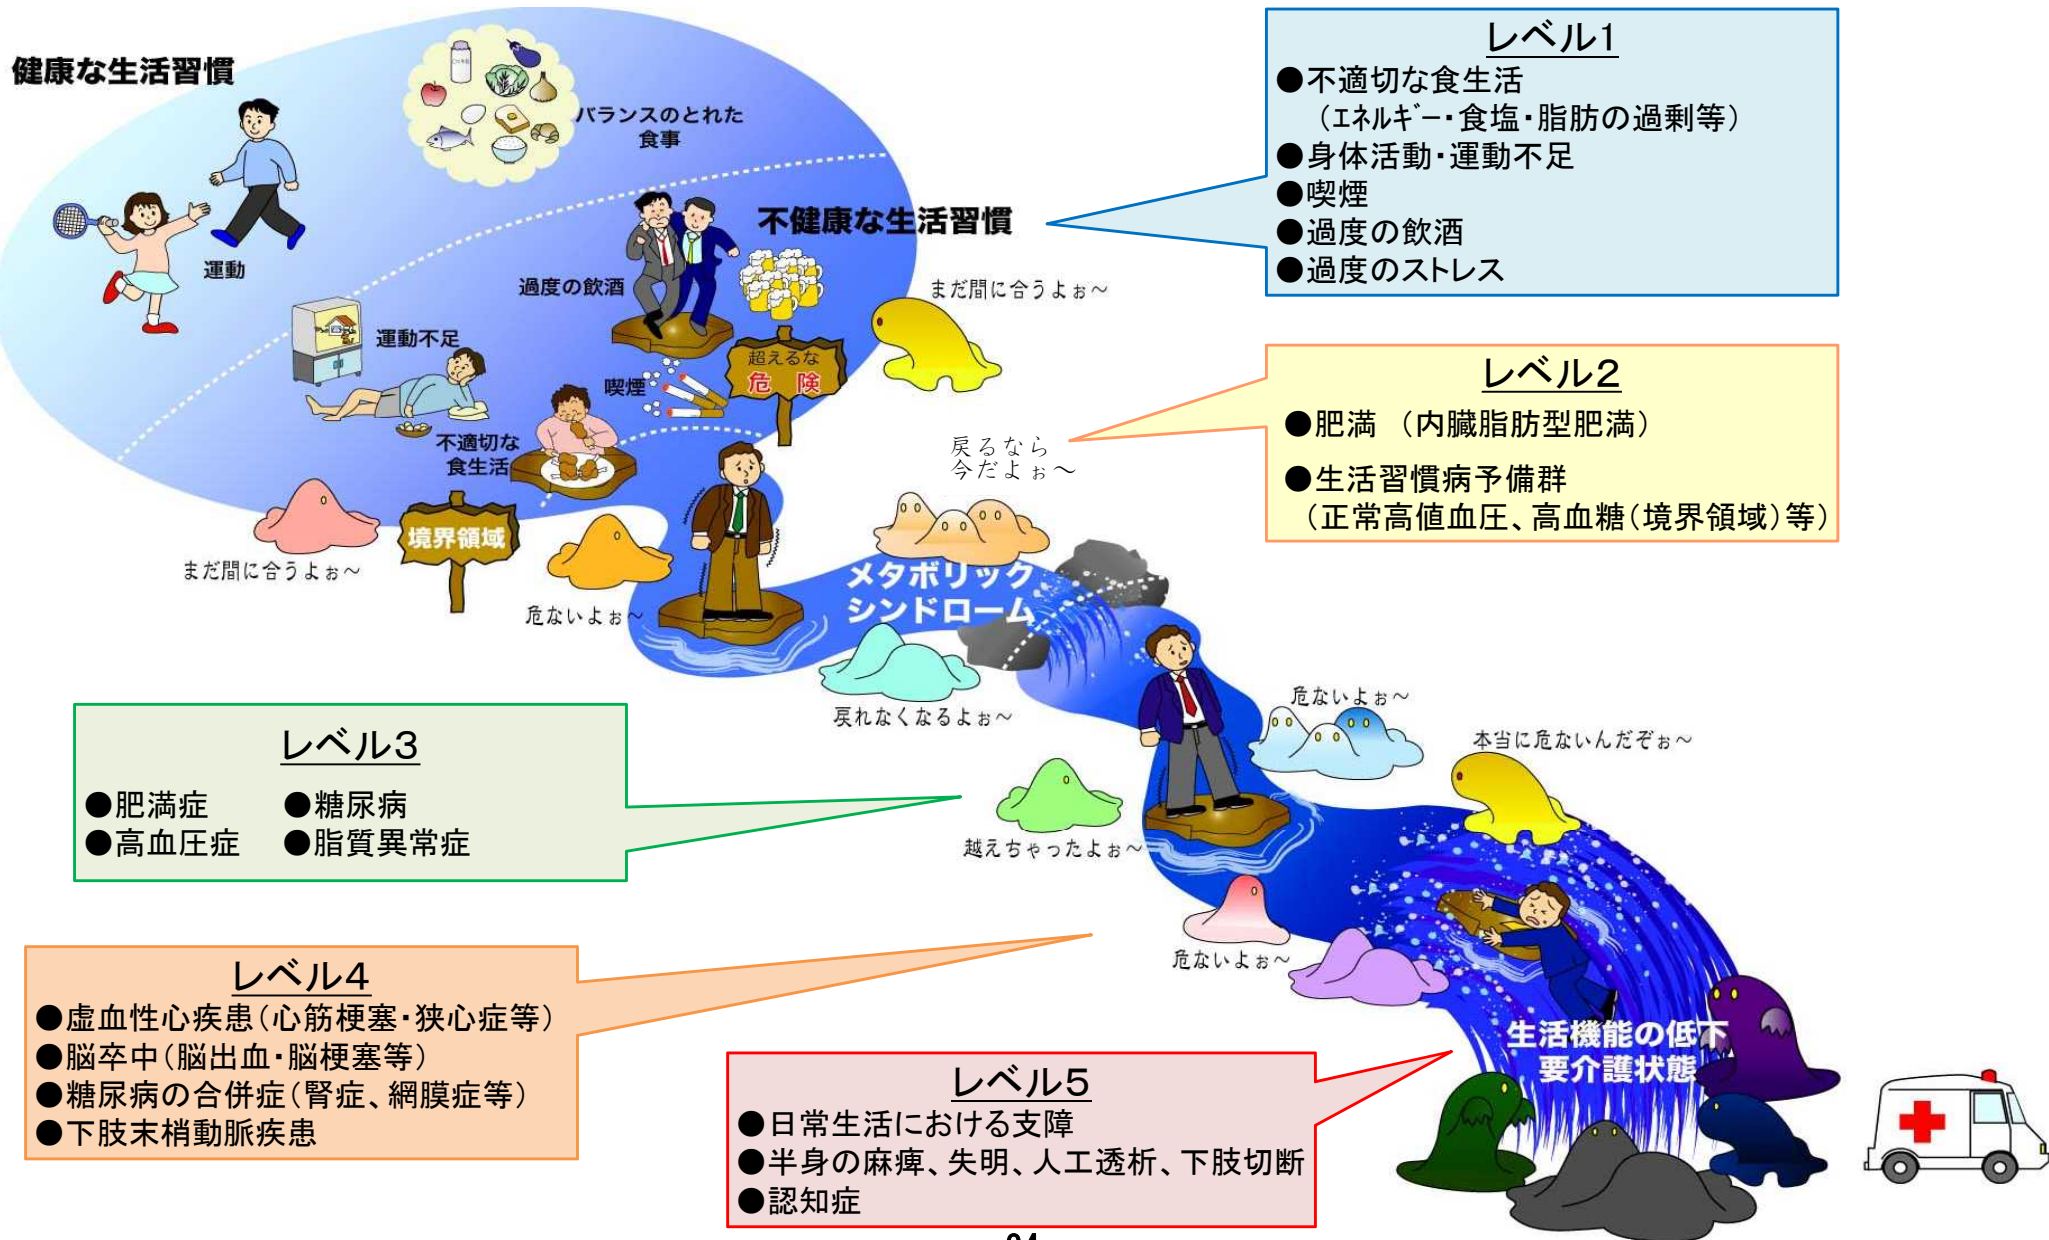 健康な生活習慣
バランスのとれた
食事
運動
不健康な生活習慣
過度の飲酒
まだ間に合うよぉ～
運動不足
超えるな
危 険
喫煙
不適切な
食生活
戻るなら
今だよぉ～
境界領域
まだ間に合うよぉ～
危ないよぉ～
メタボリック
シンドローム
戻れなくなるよぉ～
危ないよぉ～
本当に危ないんだぞぉ～
越えちゃったよぉ～
危ないよぉ～
生活機能の低下
要介護状態
レベル1
●不適切な食生活
（エネルギー・食塩・脂肪の過剰等）
●身体活動・運動不足
●喫煙
●過度の飲酒
●過度のストレス
レベル2
●肥満 （内臓脂肪型肥満）
●生活習慣病予備群
（正常高値血圧、高血糖（境界領域）等）
レベル3
●肥満症 ●糖尿病
●高血圧症 ●脂質異常症
レベル4
●虚血性心疾患（心筋梗塞・狭心症等）
●脳卒中（脳出血・脳梗塞等）
●糖尿病の合併症（腎症、網膜症等）
●下肢末梢動脈疾患
レベル5
●日常生活における支障
●半身の麻痺、失明、人工透析、下肢切断
●認知症